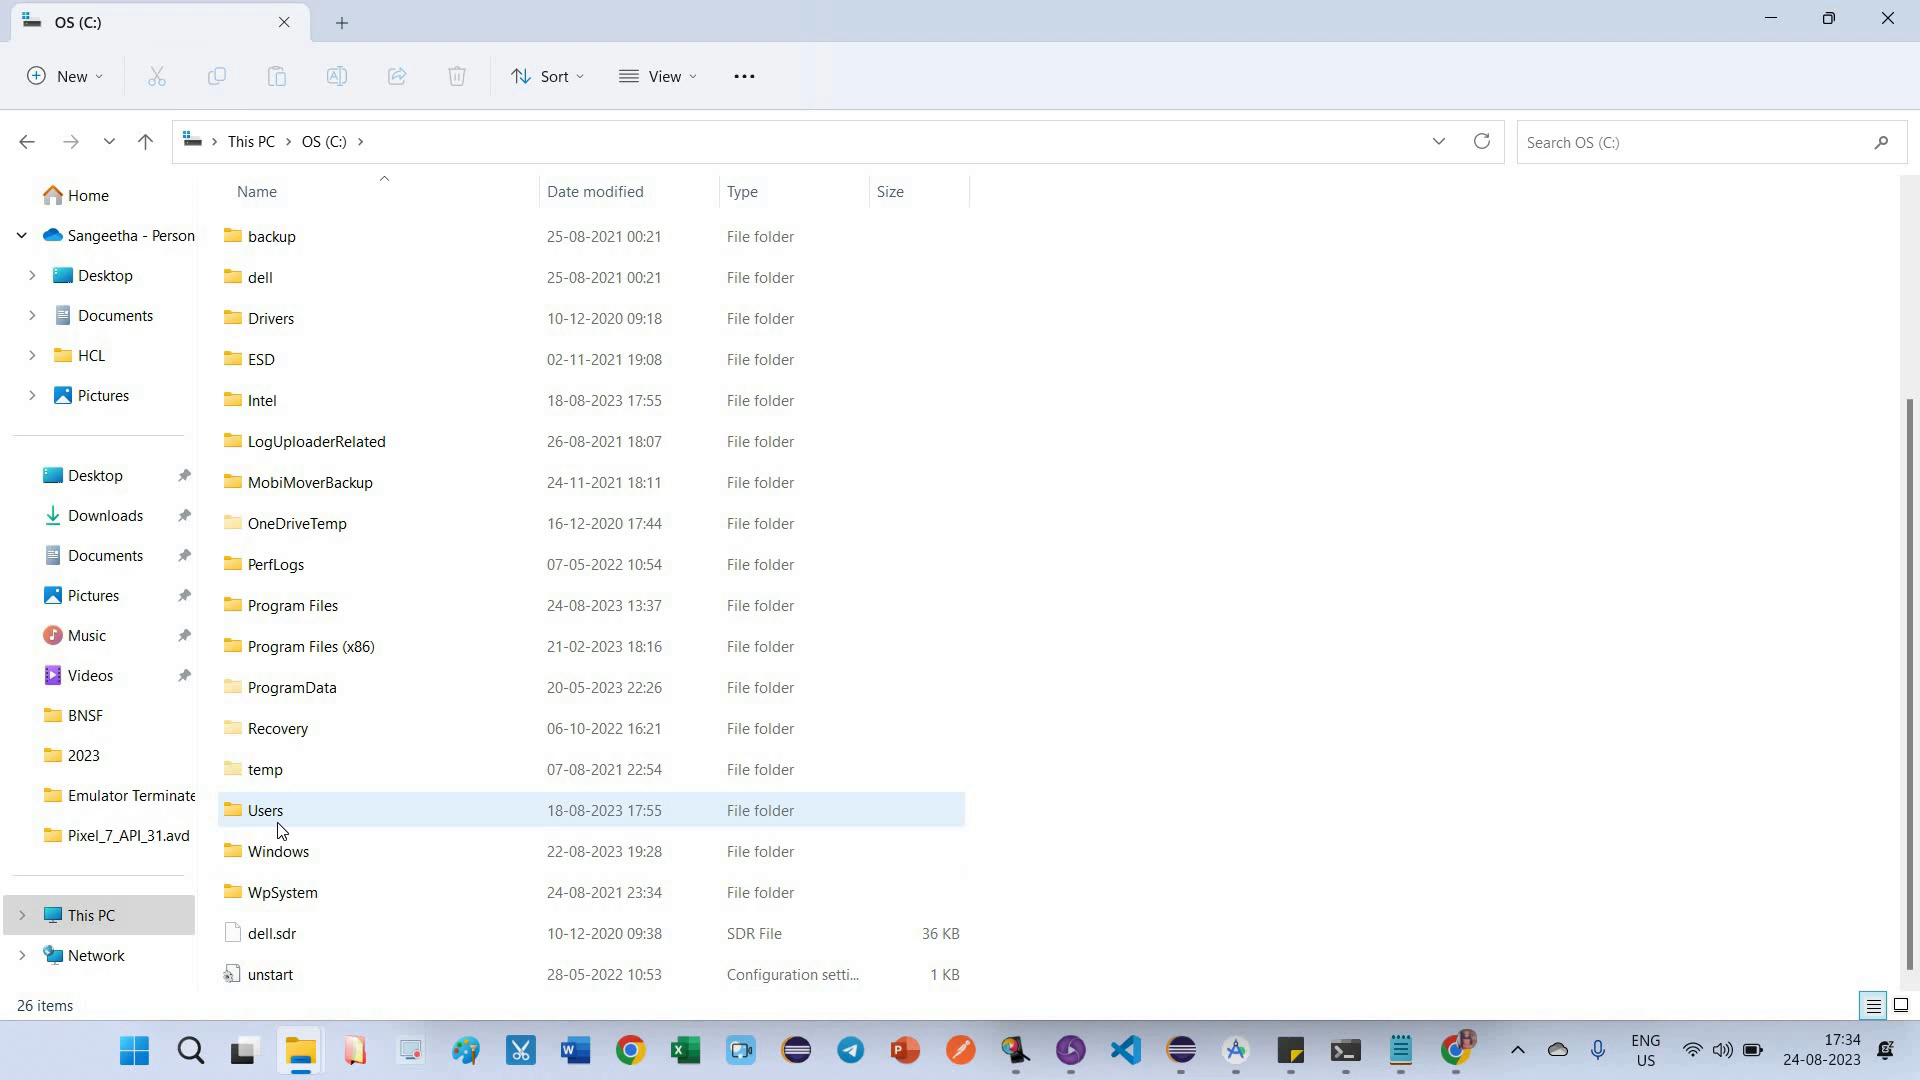 OS (C:)
New
Sort
View
This PC
OS (C:)
Search OS (C:)
Name
Date modified
Type
Size
Home
Sangeetha - Person
Desktop
Documents
HCL
Pictures
Desktop
Downloads
Documents
Pictures
Music
Videos
BNSF
2023
Emulator Terminate
Pixel_7_API_31.avd
This PC
Network
backup 25-08-2021 00:21 File folder
dell 25-08-2021 00:21 File folder
Drivers 10-12-2020 09:18 File folder
ESD 02-11-2021 19:08 File folder
Intel 18-08-2023 17:55 File folder
LogUploaderRelated 26-08-2021 18:07 File folder
MobiMoverBackup 24-11-2021 18:11 File folder
OneDriveTemp 16-12-2020 17:44 File folder
PerfLogs 07-05-2022 10:54 File folder
Program Files 24-08-2023 13:37 File folder
Program Files (x86) 21-02-2023 18:16 File folder
ProgramData 20-05-2023 22:26 File folder
Recovery 06-10-2022 16:21 File folder
temp 07-08-2021 22:54 File folder
Users 18-08-2023 17:55 File folder
Windows 22-08-2023 19:28 File folder
WpSystem 24-08-2021 23:34 File folder
dell.sdr 10-12-2020 09:38 SDR File 36 KB
unstart 28-05-2022 10:53 Configuration setti... 1 KB
26 items
ENG
US
17:34
24-08-2023